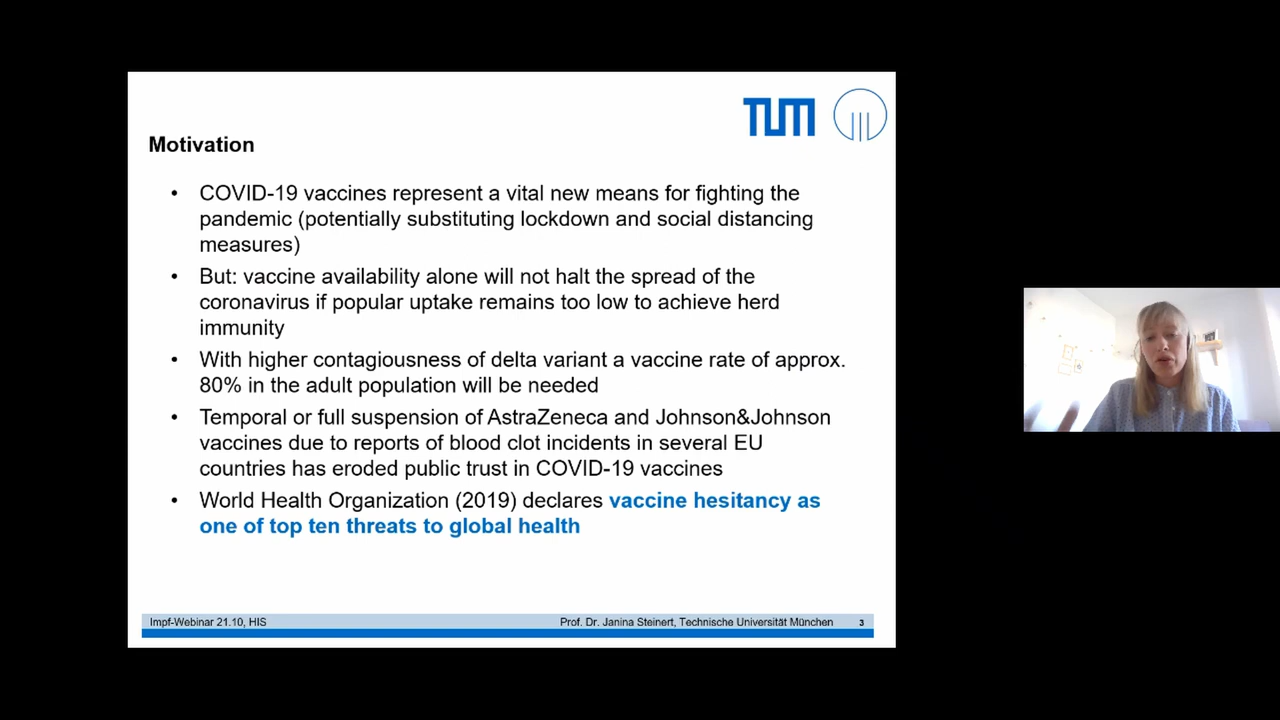 TUM
Motivation
• COVID-19 vaccines represent a vital new means for fighting the
pandemic (potentially substituting lockdown and social distancing
measures)
• But: vaccine availability alone will not halt the spread of the
coronavirus if popular uptake remains too low to achieve herd
immunity
• With higher contagiousness of delta variant a vaccine rate of approx.
80% in the adult population will be needed
• Temporal or full suspension of AstraZeneca and Johnson&Johnson
vaccines due to reports of blood clot incidents in several EU
countries has eroded public trust in COVID-19 vaccines
• World Health Organization (2019) declares vaccine hesitancy as
one of top ten threats to global health
Impf-Webinar 21.10, HIS
Prof. Dr. Janina Steinert, Technische Universität München 3